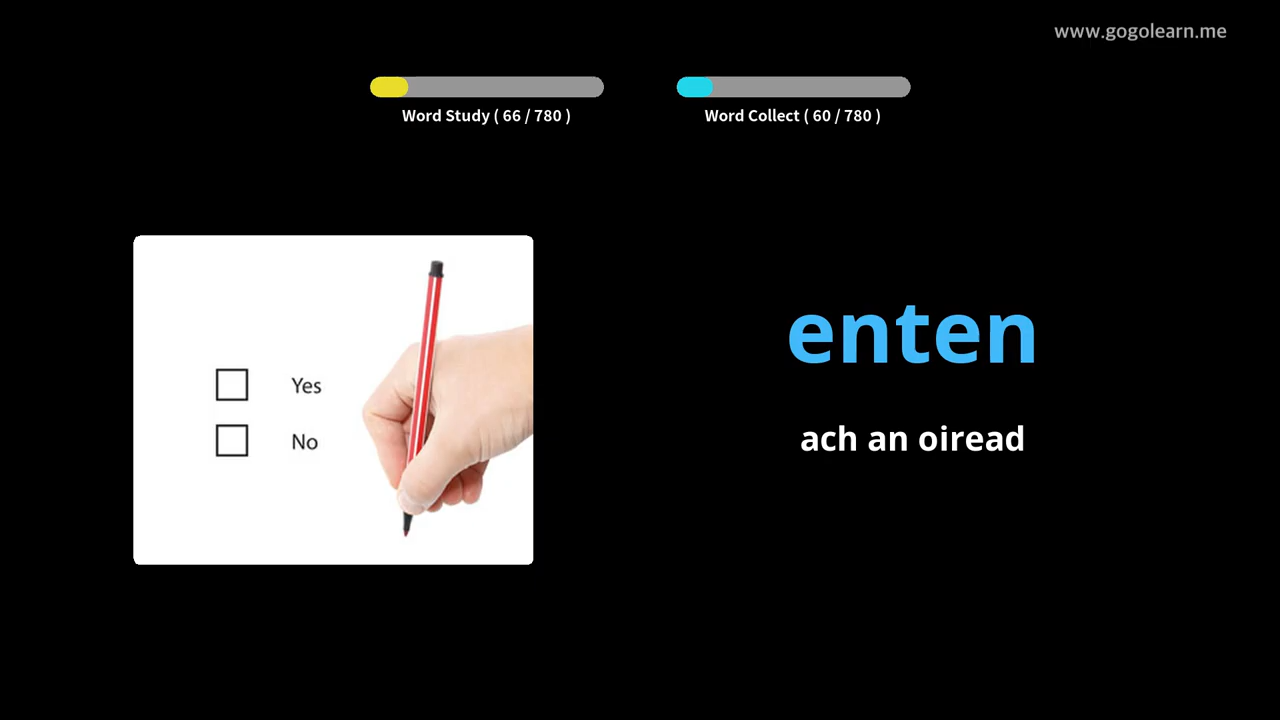 www.gogolearn.me
Word Study ( 66 / 780 )
Word Collect ( 60 / 780 )
Yes
No
enten
ach an oiread